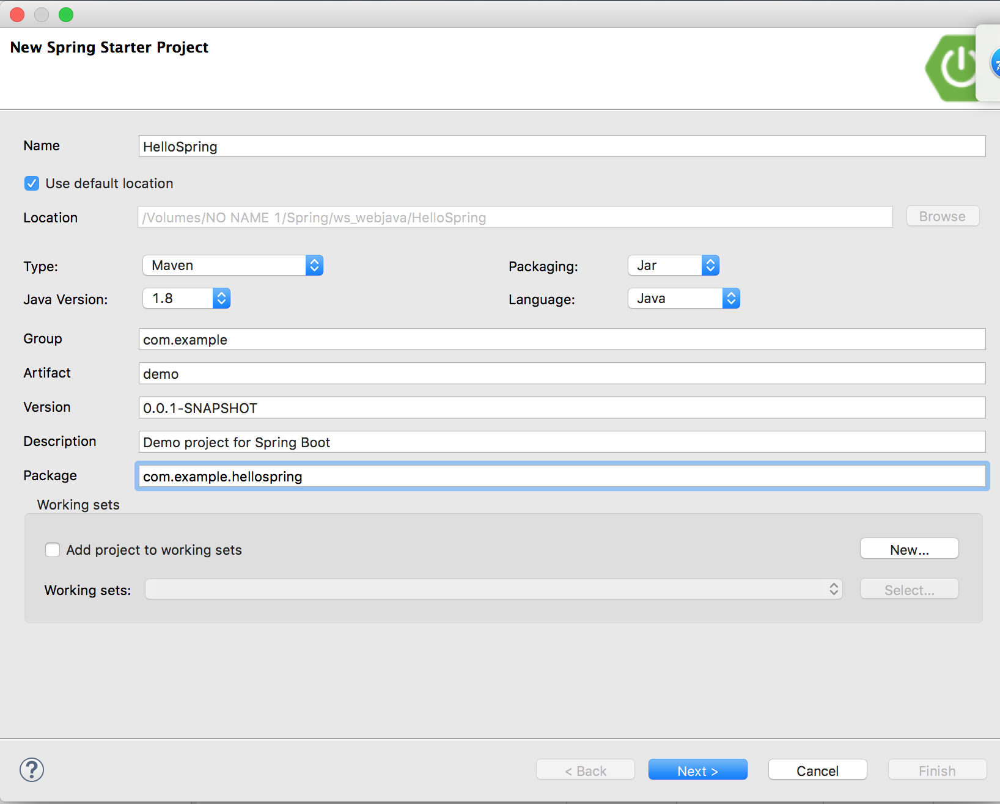 New Spring Starter Project
Name HelloSpring
Use default location
Location /Volumes/NO NAME 1/Spring/ws_webjava/HelloSpring Browse
Type: Maven Packaging: Jar
Java Version: 1.8 Language: Java
Group com.example
Artifact demo
Version 0.0.1-SNAPSHOT
Description Demo project for Spring Boot
Package com.example.hellospring
Working sets
Add project to working sets New...
Working sets: Select...
? < Back Next > Cancel Finish